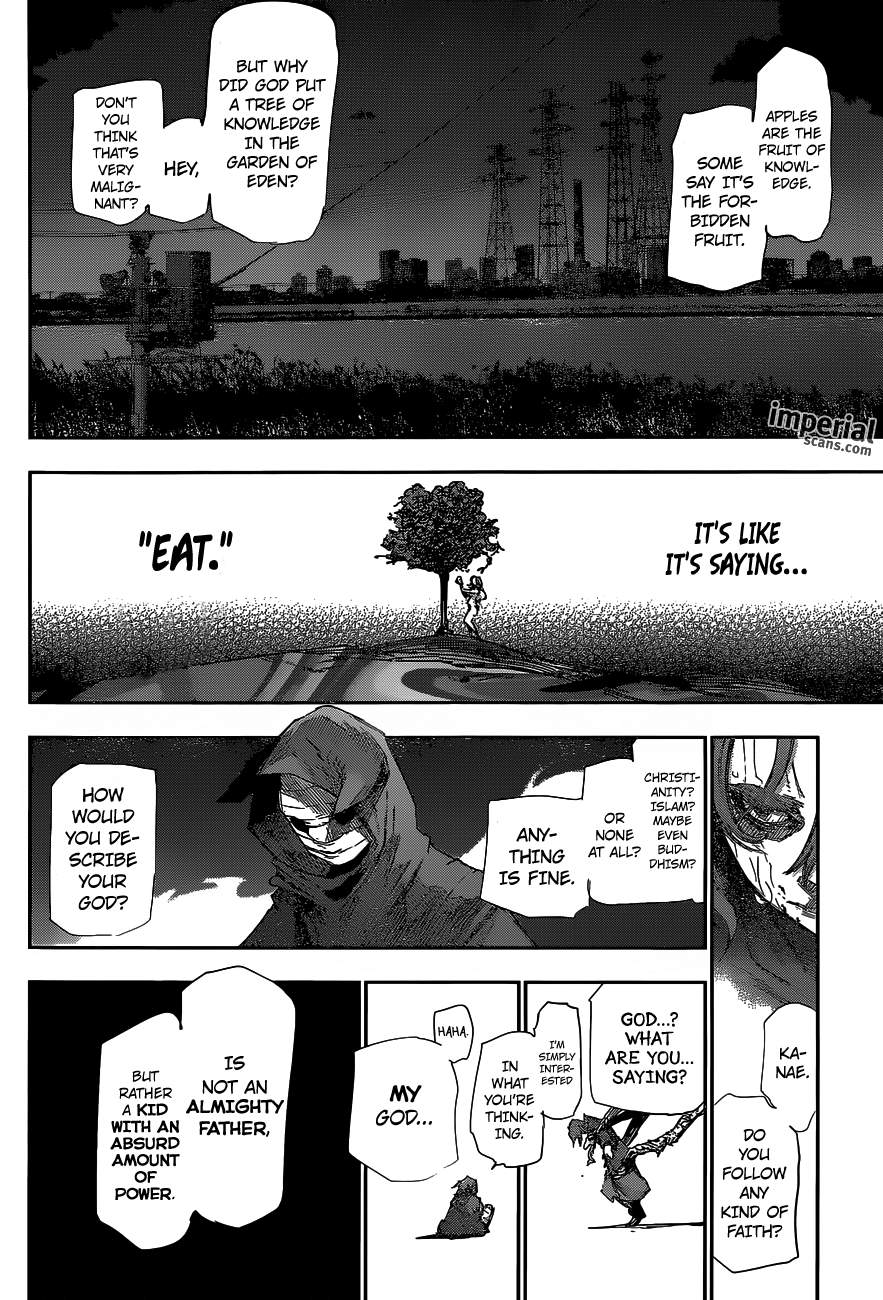 APPLES
ARE THE
FRUIT OF
KNOWL-
EDGE.
SOME
SAY IT'S
THE FOR-
BIDDEN
FRUIT.
BUT WHY
DID GOD PUT
A TREE OF
KNOWLEDGE
IN THE
GARDEN OF
EDEN?
HEY,
DON'T
YOU
THINK
THAT'S
VERY
MALIG-
NANT?
imperial
scans.com
IT'S LIKE
IT'S SAYING...
"EAT."
KA-
NAE.
DO
YOU
FOLLOW
ANY
KIND OF
FAITH?
CHRISTI-
ANITY?
ISLAM?
MAYBE
EVEN
BUD-
DHISM?
OR
NONE
AT ALL?
ANY-
THING
IS FINE.
HOW
WOULD
YOU DE-
SCRIBE
YOUR
GOD?
GOD...?
WHAT
ARE YOU...
SAYING?
I'M
SIMPLY
INTER-
ESTED
IN
WHAT
YOU'RE
THINK-
ING.
HAHA.
MY
GOD...
IS
NOT AN
ALMIGHTY
FATHER,
BUT
RATHER
A KID
WITH AN
ABSURD
AMOUNT
OF
POWER.